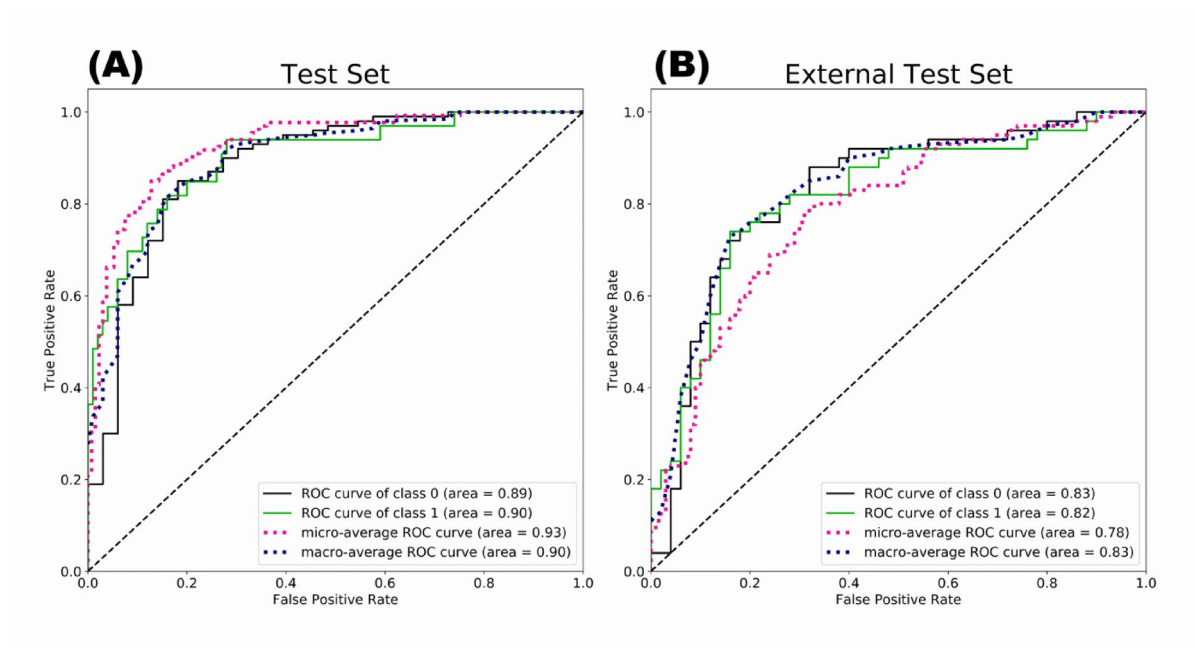 (A)
Test Set
True Positive Rate
1.0
0.8
0.6
0.4
0.2
0.0
ROC curve of class 0 (area = 0.89)
ROC curve of class 1 (area = 0.90)
micro-average ROC curve (area = 0.93)
macro-average ROC curve (area = 0.90)
0.0 0.2 0.4 0.6 0.8 1.0
False Positive Rate
(B)
External Test Set
True Positive Rate
1.0
0.8
0.6
0.4
0.2
0.0
ROC curve of class 0 (area = 0.83)
ROC curve of class 1 (area = 0.82)
micro-average ROC curve (area = 0.78)
macro-average ROC curve (area = 0.83)
0.0 0.2 0.4 0.6 0.8 1.0
False Positive Rate